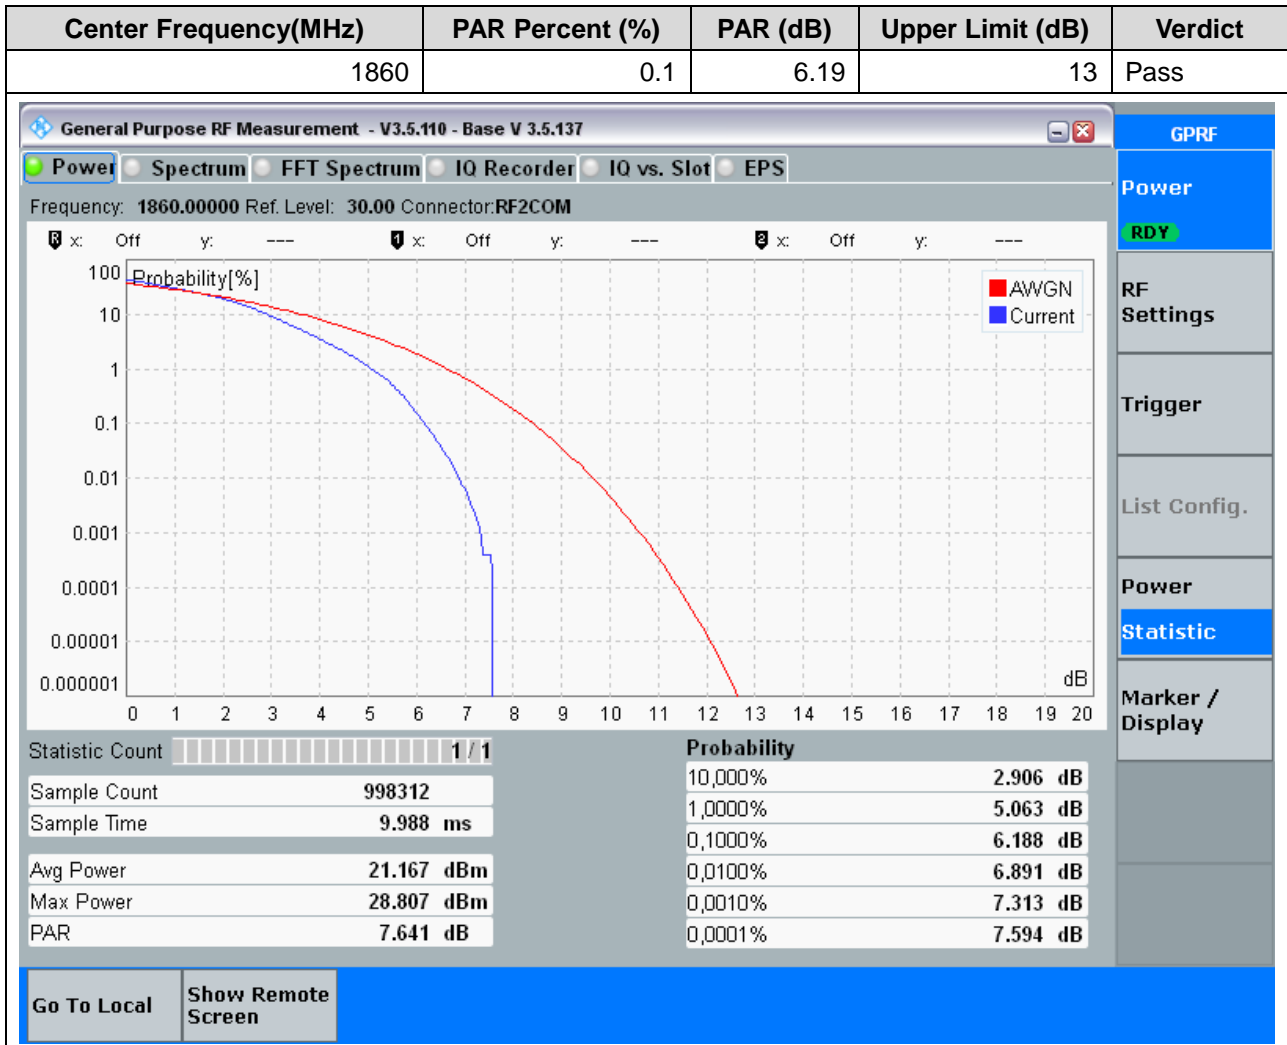 Center Frequency(MHz) PAR Percent (%) PAR (dB) Upper Limit (dB) Verdict
1860 0.1 6.19 13 Pass
General Purpose RF Measurement - V3.5.110 - Base V 3.5.137
GPRF
Power Spectrum FFT Spectrum IQ Recorder IQ vs. Slot EPS
Power
RDY
Frequency: 1860.00000 Ref. Level: 30.00 Connector:RF2COM
R x: Off y: --- 1 x: Off y: --- 2 x: Off y: ---
100 Probability[%]
AWGN
Current
10
1
0.1
0.01
0.001
0.0001
0.00001
0.000001
dB
0 1 2 3 4 5 6 7 8 9 10 11 12 13 14 15 16 17 18 19 20
RF
Settings
Trigger
List Config.
Power
Statistic
Marker /
Display
Statistic Count 1 / 1
Sample Count 998312
Sample Time 9.988 ms
Avg Power 21.167 dBm
Max Power 28.807 dBm
PAR 7.641 dB
Probability
10,000% 2.906 dB
1,0000% 5.063 dB
0,1000% 6.188 dB
0,0100% 6.891 dB
0,0010% 7.313 dB
0,0001% 7.594 dB
Go To Local
Show Remote
Screen